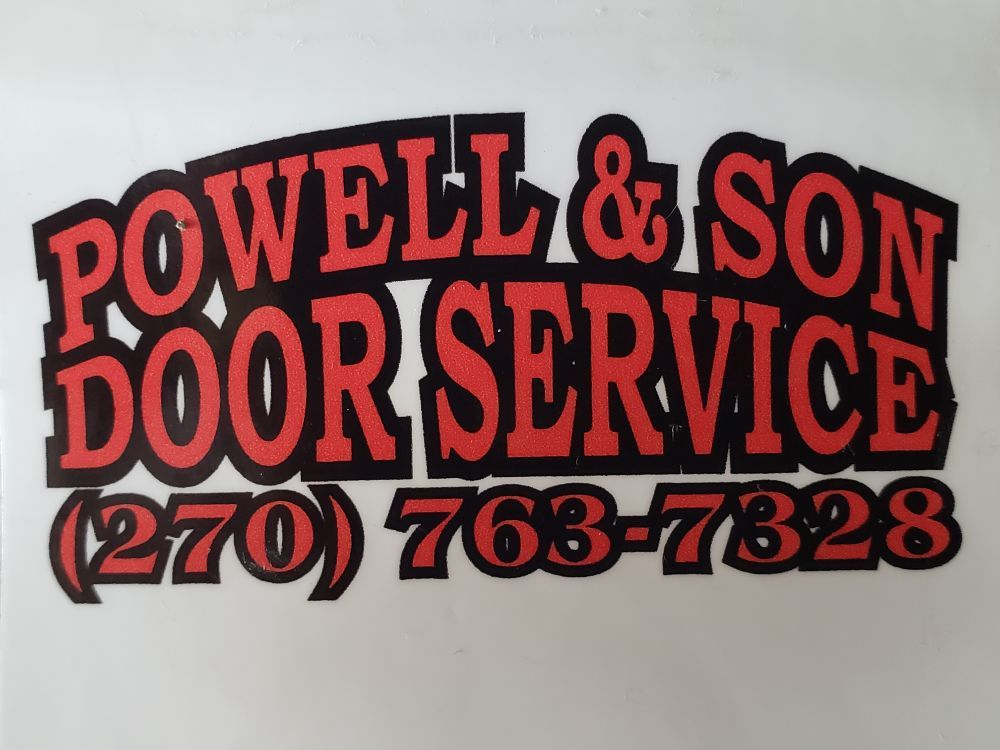 POWELL & SON
DOOR SERVICE
(270) 763-7328